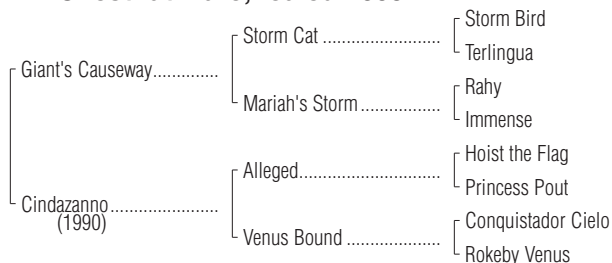 Storm Bird
Storm Cat ......................
Terlingua
Giant's Causeway.............
Rahy
Mariah's Storm ...................
Immense
Hoist the Flag
Alleged..............................
Princess Pout
Cindazanno......................
(1990)
Conquistador Cielo
Venus Bound ......................
Rokeby Venus